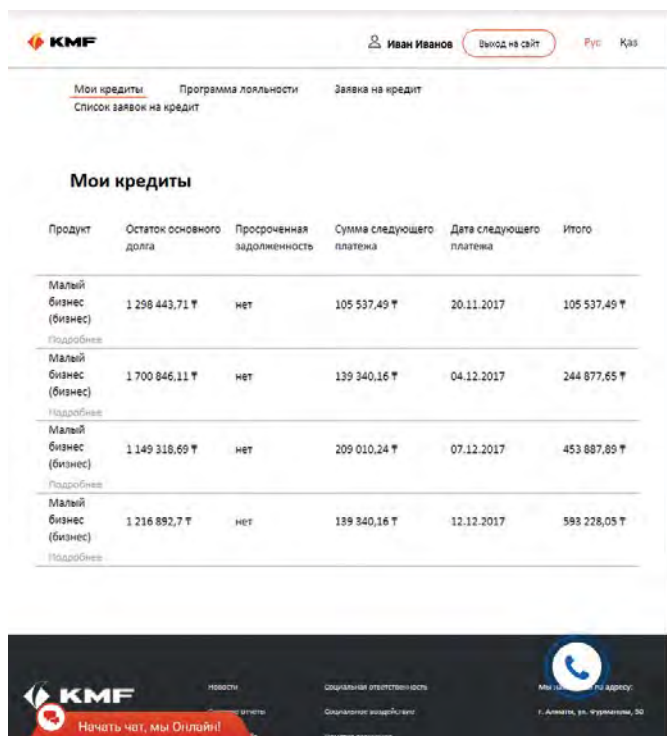 KMF
Иван Иванов
Выход на сайт
Рус Қаз
Мои кредиты Программа лояльности Заявка на кредит
Список заявок на кредит
Мои кредиты
Продукт Остаток основного Просроченная Сумма следующего Дата следующего Итого
долга задолженность платежа платежа
Малый
бизнес
(бизнес)
1 298 443,71 ₸ нет 105 537,49 ₸ 20.11.2017 105 537,49 ₸
Подробнее
Малый
бизнес
(бизнес)
1 700 846,11 ₸ нет 139 340,16 ₸ 04.12.2017 244 877,65 ₸
Подробнее
Малый
бизнес
(бизнес)
1 149 318,69 ₸ нет 209 010,24 ₸ 07.12.2017 453 887,89 ₸
Подробнее
Малый
бизнес
(бизнес)
1 216 892,7 ₸ нет 139 340,16 ₸ 12.12.2017 593 228,05 ₸
Подробнее
KMF
Новости Социальная ответственность адресу:
Социальное воздействие г. Алматы, ул. Фурманова, 50
Начать чат, мы Онлайн!